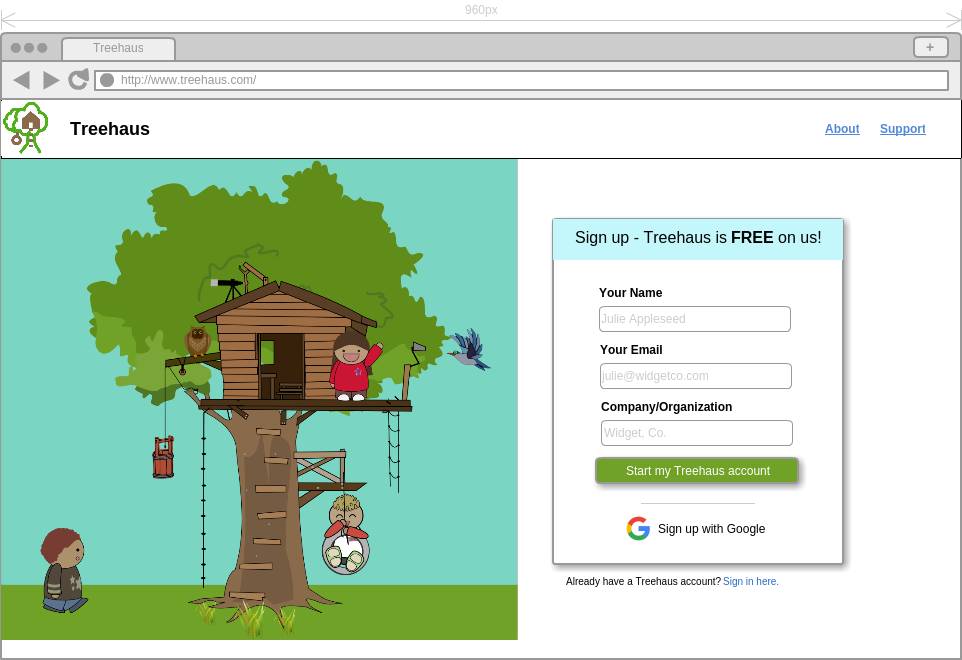 960px
Treehaus
+
http://www.treehaus.com/
Treehaus
About
Support
Sign up - Treehaus is FREE on us!
Your Name
Julie Appleseed
Your Email
julie@widgetco.com
Company/Organization
Widget, Co.
Start my Treehaus account
Sign up with Google
Already have a Treehaus account? Sign in here.